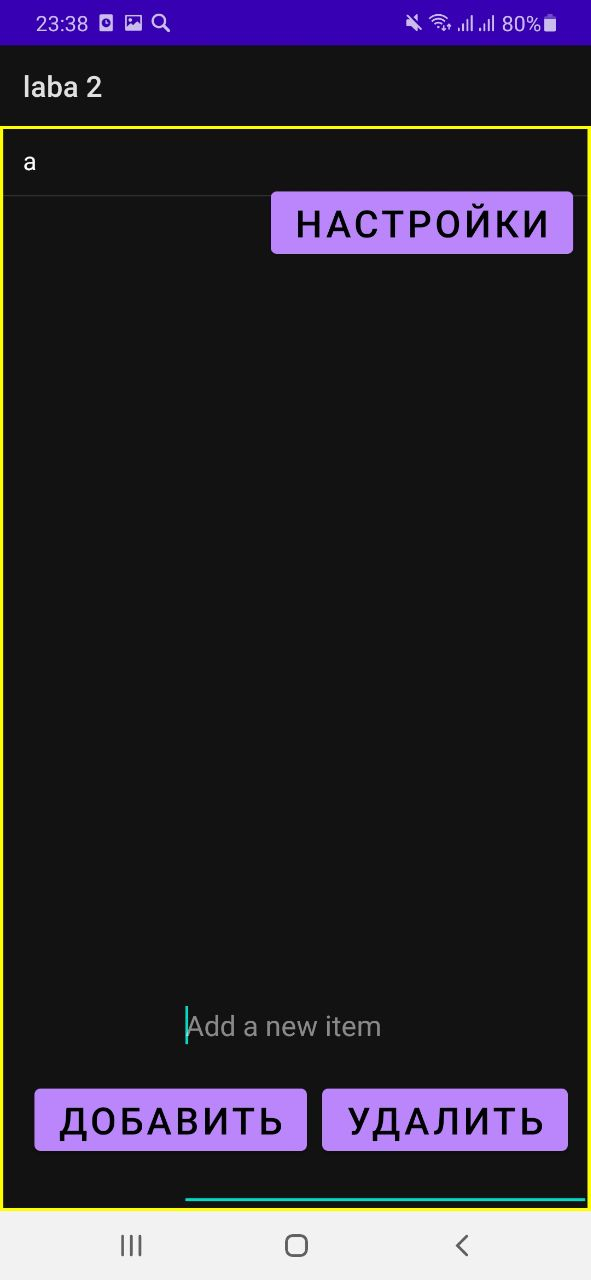 23:38 80%
laba 2
a
НАСТРОЙКИ
Add a new item
ДОБАВИТЬ УДАЛИТЬ